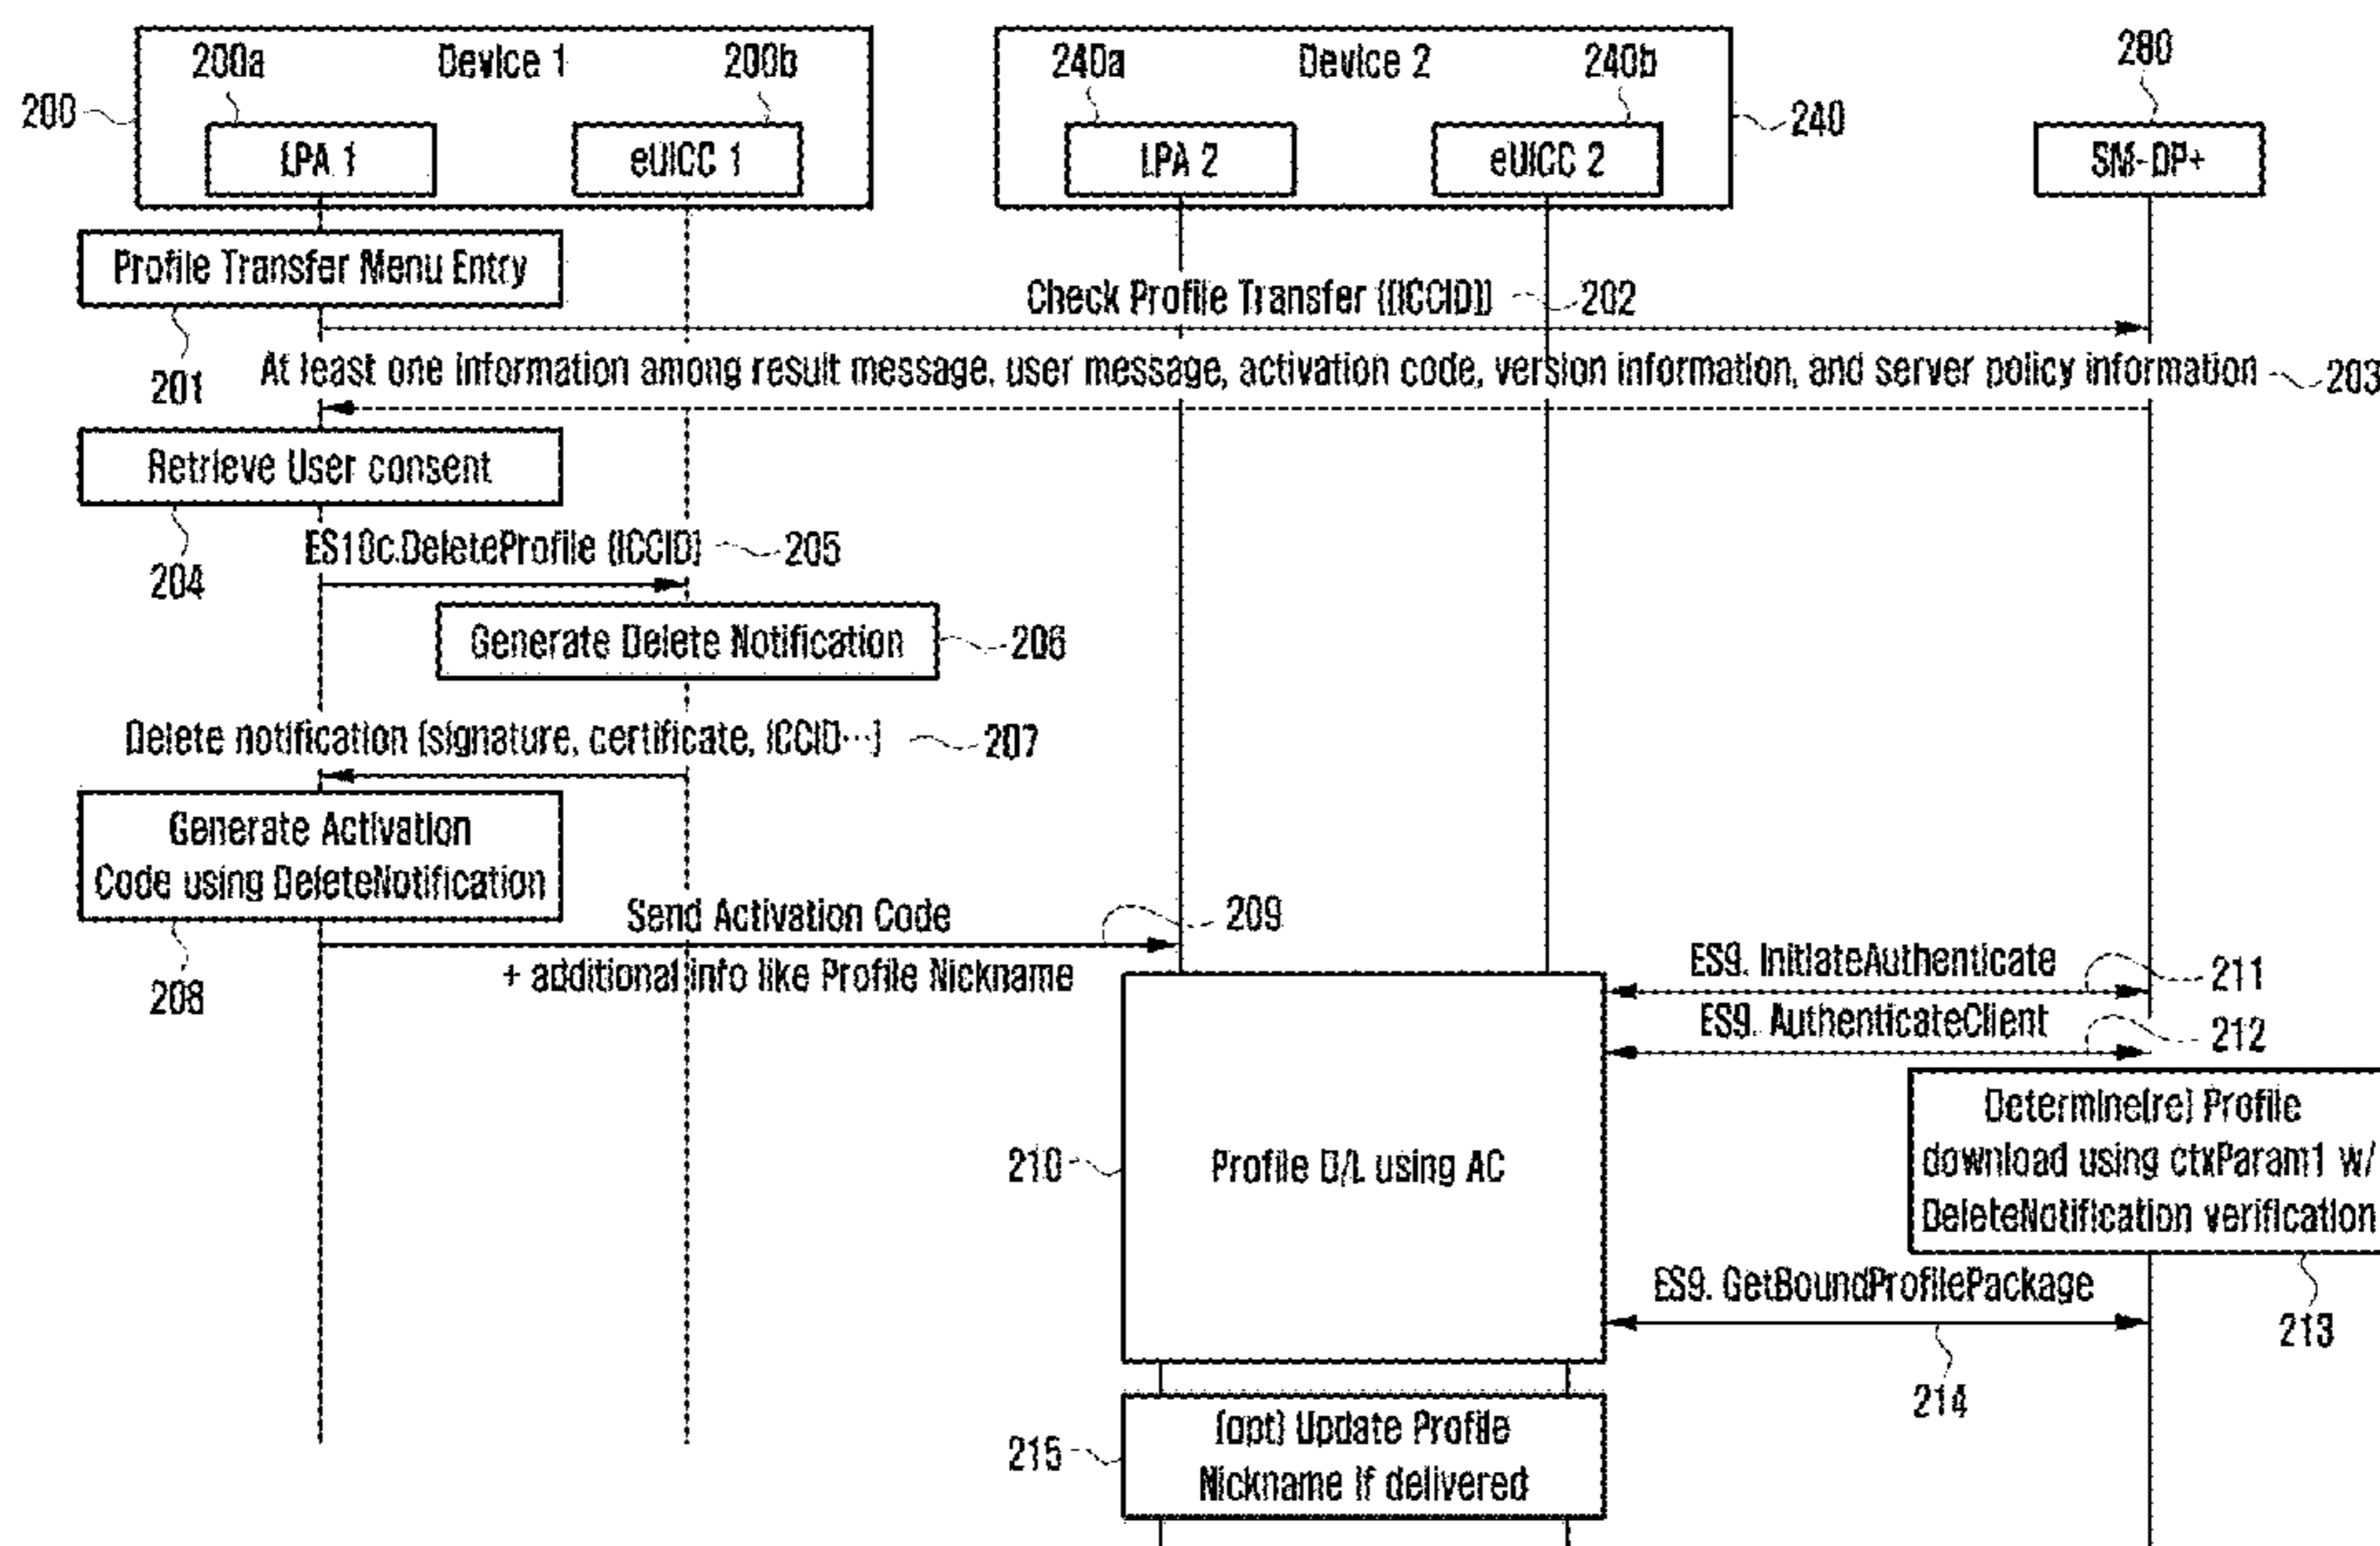 200a Device 1 200b
240a Device 2 240b
280
200
240
LPA 1
eUICC 1
LPA 2
eUICC 2
SM-DP+
Profile Transfer Menu Entry
201
Check Profile Transfer ([ICCID]) 202
At least one information among result message, user message, activation code, version information, and server policy information 203
Retrieve User consent
204
ES10c.DeleteProfile (ICCID) 205
Generate Delete Notification 206
Delete notification (signature, certificate, ICCID···) 207
Generate Activation
Code using DeleteNotification
208
Send Activation Code 209
+ additional info like Profile Nickname
ES9. InitiateAuthenticate 211
ES9. AuthenticateClient 212
Determine(re) Profile
download using ctxParam1 w/
DeleteNotification verification
213
210 Profile D/L using AC
ES9. GetBoundProfilePackage
214
215
(opt) Update Profile
Nickname if delivered